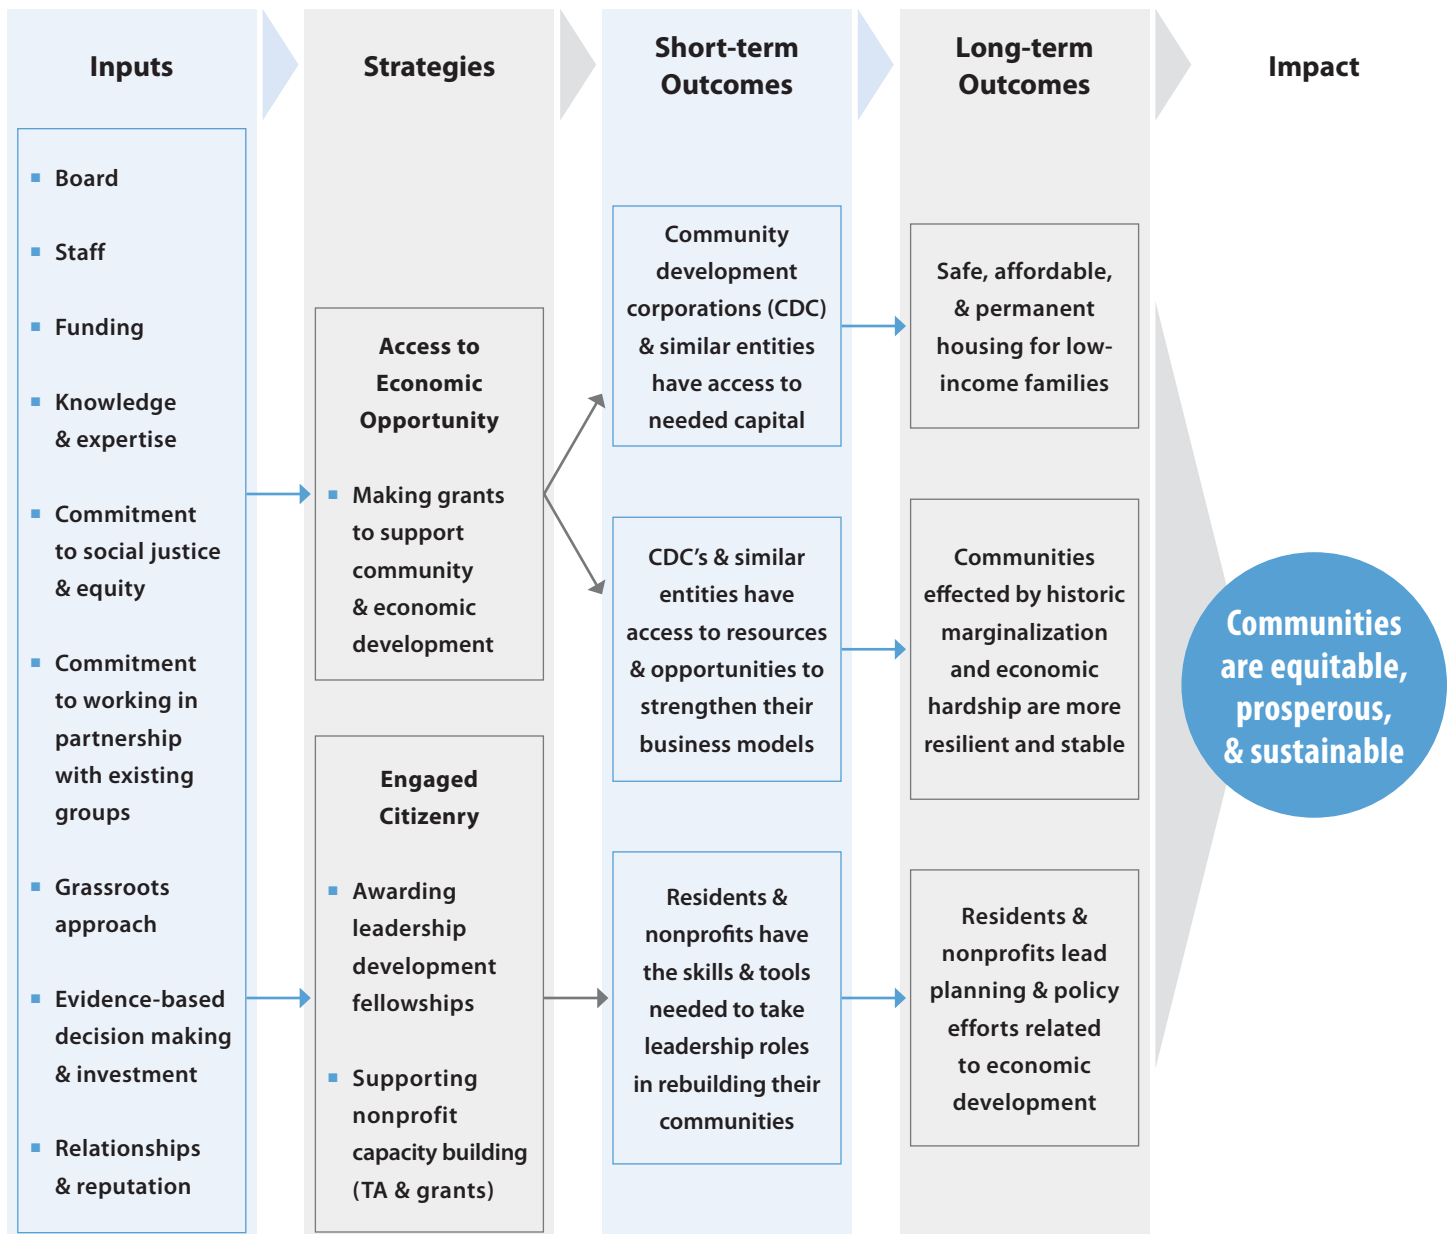 Inputs
Board
Staff
Funding
Knowledge
& expertise
Commitment
to social justice
& equity
Commitment
to working in
partnership
with existing
groups
Grassroots
approach
Evidence-based
decision making
& investment
Relationships
& reputation
Strategies
Access to
Economic
Opportunity
Making grants
to support
community
& economic
development
Engaged
Citizenry
Awarding
leadership
development
fellowships
Supporting
nonprofit
capacity building
(TA & grants)
Short-term
Outcomes
Community
development
corporations (CDC)
& similar entities
have access to
needed capital
CDC's & similar
entities have
access to resources
& opportunities to
strengthen their
business models
Residents &
nonprofits have
the skills & tools
needed to take
leadership roles
in rebuilding their
communities
Long-term
Outcomes
Safe, affordable,
& permanent
housing for low-
income families
Communities
effected by historic
marginalization
and economic
hardship are more
resilient and stable
Residents &
nonprofits lead
planning & policy
efforts related
to economic
development
Impact
Communities
are equitable,
prosperous,
& sustainable